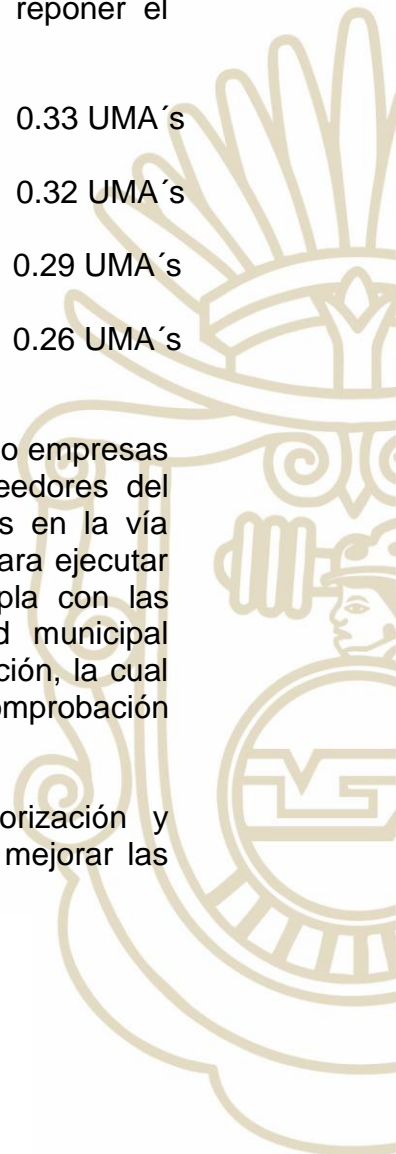 reponer el
0.33 UMA´s
0.32 UMA´s
0.29 UMA´s
0.26 UMA´s
o empresas
eedores del
s en la vía
ara ejecutar
pla con las
d municipal
ción, la cual
omprobación
orización y
mejorar las